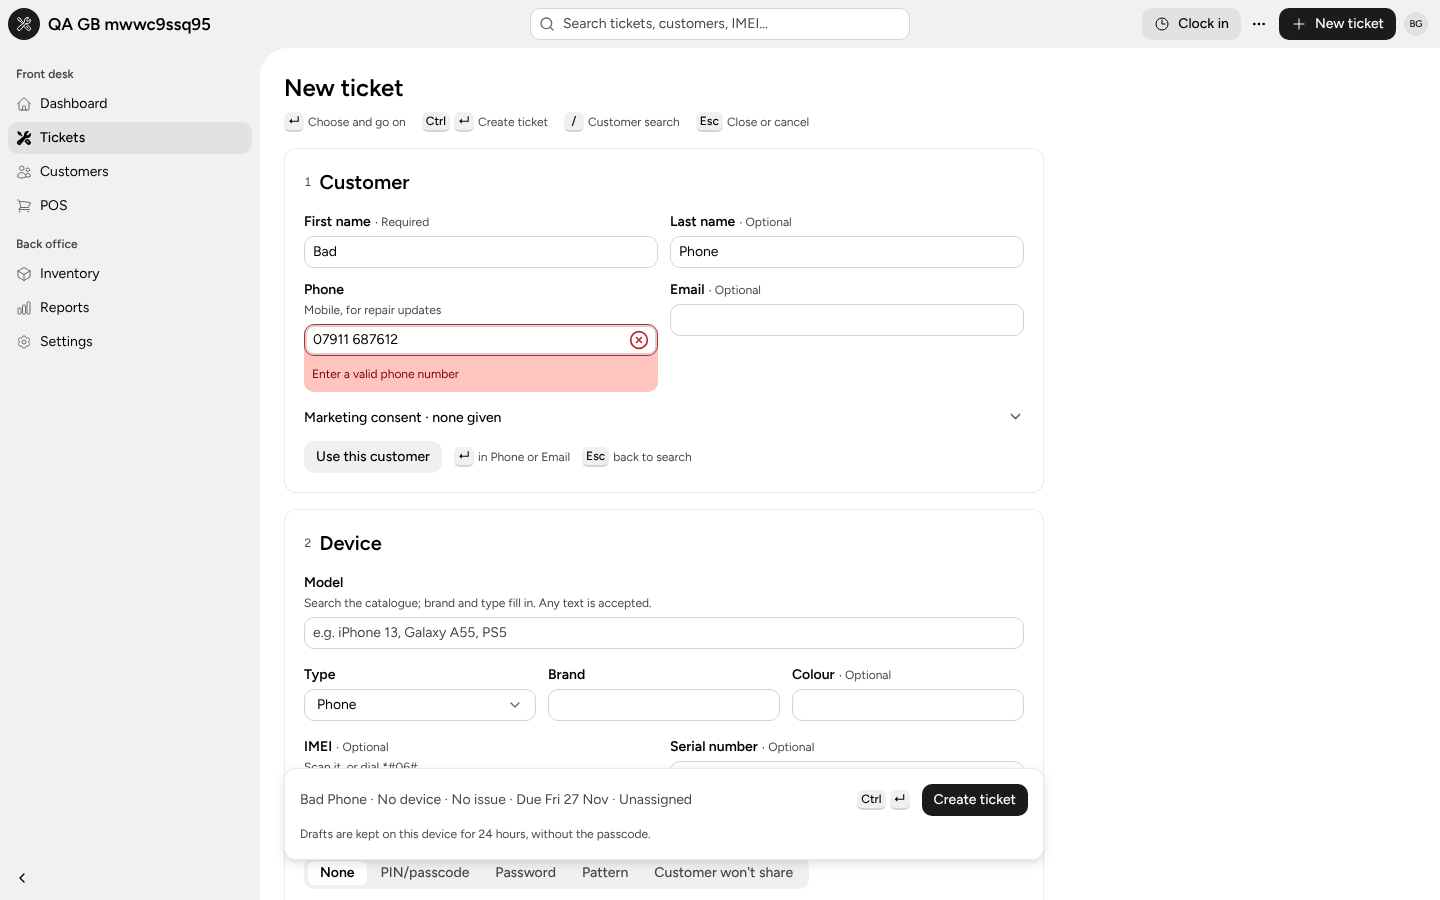 QA GB mwwc9ssq95
Search tickets, customers, IMEI...
Clock in
New ticket
BG
Front desk
Dashboard
Tickets
Customers
POS
Back office
Inventory
Reports
Settings
New ticket
↵ Choose and go on Ctrl ↵ Create ticket / Customer search Esc Close or cancel
1 Customer
First name · Required
Last name · Optional
Bad
Phone
Phone
Email · Optional
Mobile, for repair updates
07911 687612
Enter a valid phone number
Marketing consent · none given
Use this customer ↵ in Phone or Email Esc back to search
2 Device
Model
Search the catalogue; brand and type fill in. Any text is accepted.
e.g. iPhone 13, Galaxy A55, PS5
Type
Brand
Colour · Optional
Phone
IMEI · Optional
Serial number · Optional
Scan it, or dial *#06#
Bad Phone · No device · No issue · Due Fri 27 Nov · Unassigned
Ctrl ↵ Create ticket
Drafts are kept on this device for 24 hours, without the passcode.
None PIN/passcode Password Pattern Customer won't share